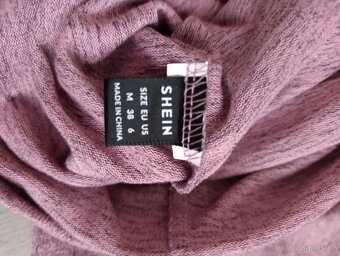 SHEIN
SIZE EU US
M 38 6
MADE IN CHINA